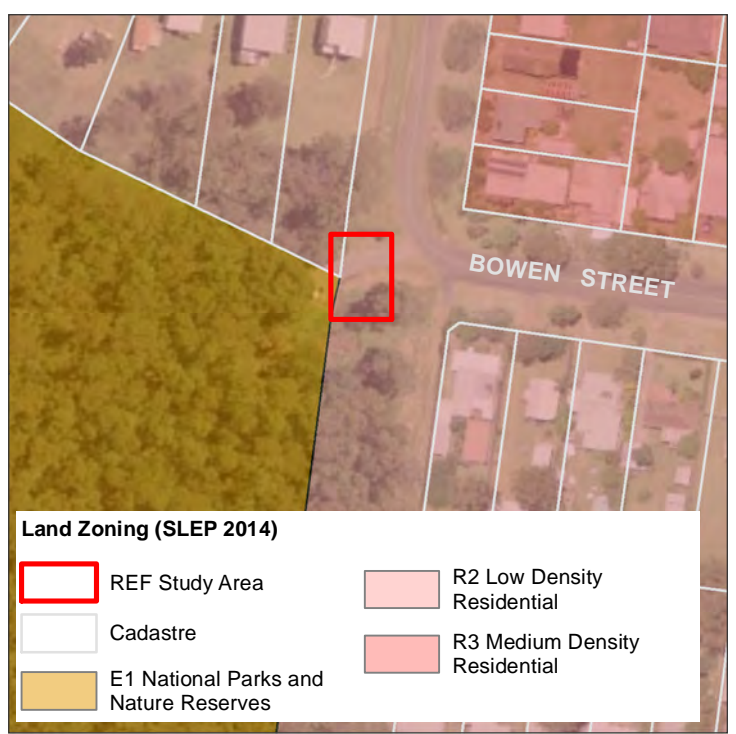 BOWEN STREET
Land Zoning (SLEP 2014)
REF Study Area
Cadastre
E1 National Parks and
Nature Reserves
R2 Low Density
Residential
R3 Medium Density
Residential